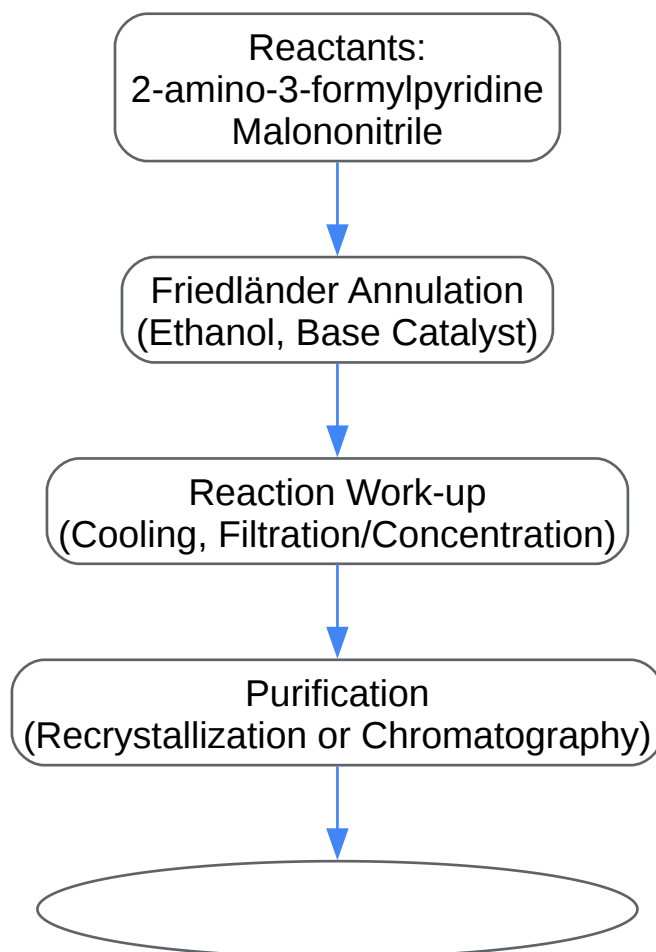 Reactants:
2-amino-3-formylpyridine
Malononitrile
Friedländer Annulation
(Ethanol, Base Catalyst)
Reaction Work-up
(Cooling, Filtration/Concentration)
Purification
(Recrystallization or Chromatography)